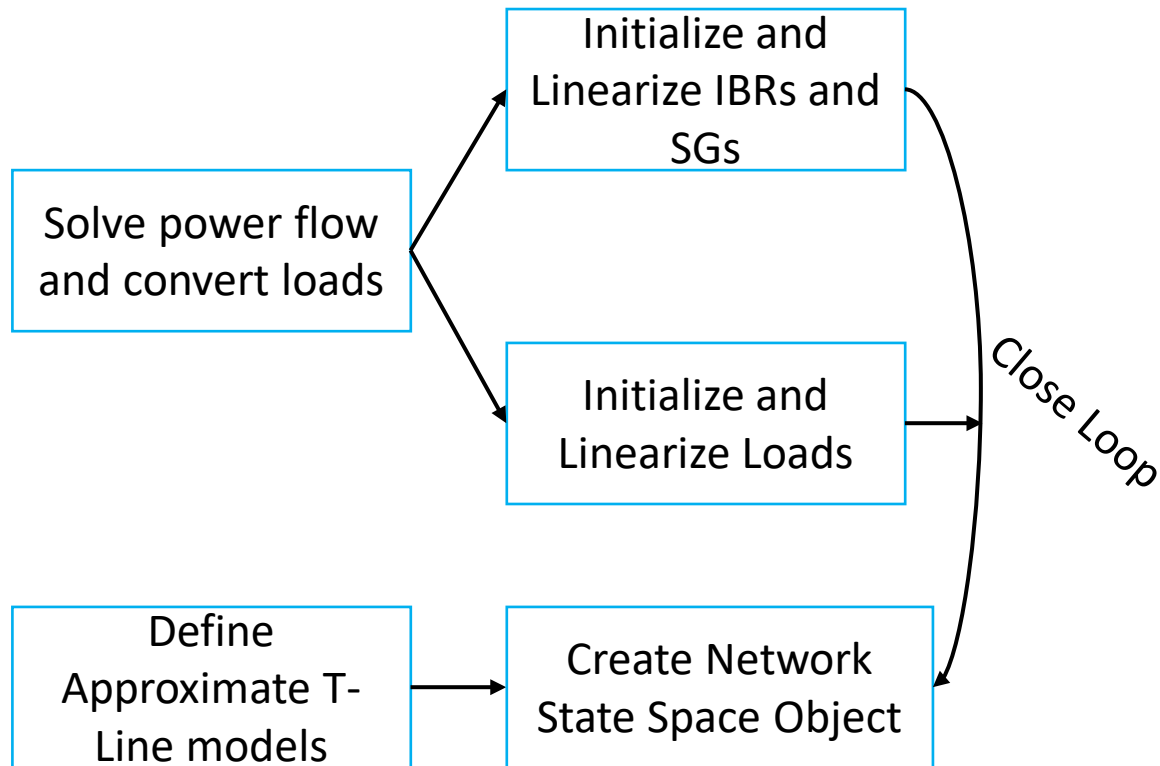 Initialize and
Linearize IBRs and
SGs
Solve power flow
and convert loads
Initialize and
Linearize Loads
Close Loop
Define
Approximate T-
Line models
Create Network
State Space Object